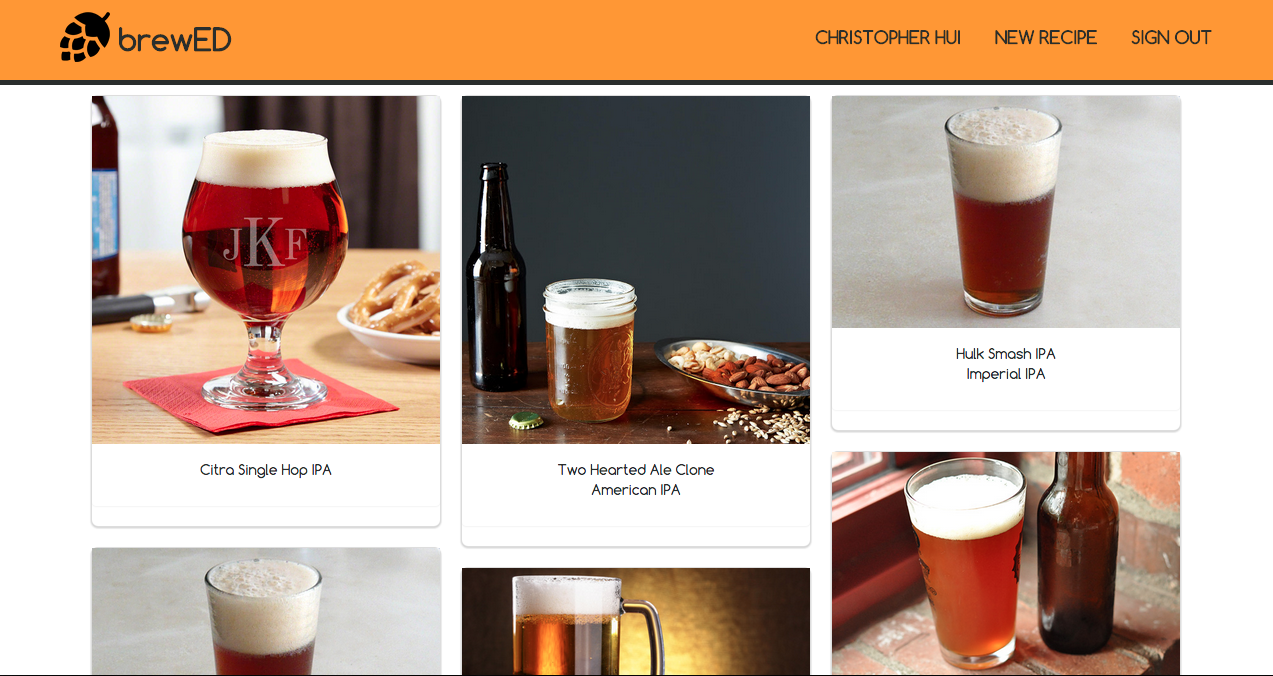 brewED
CHRISTOPHER HUI
NEW RECIPE
SIGN OUT
JKF
Citra Single Hop IPA
Two Hearted Ale Clone
American IPA
Hulk Smash IPA
Imperial IPA